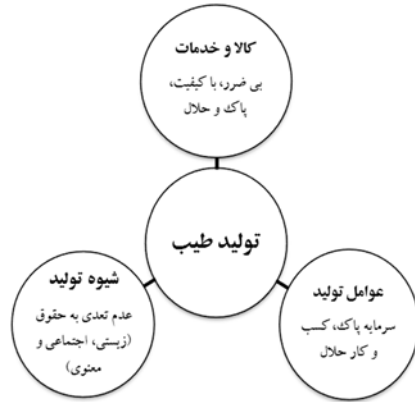 کالا و خدمات
بی ضرر، با کیفیت،
پاک و حلال
تولید طیب
شیوه تولید
عدم تعدی به حقوق
(زیستی، اجتماعی و
معنوی)
عوامل تولید
سرمایه پاک، کسب
و کار حلال